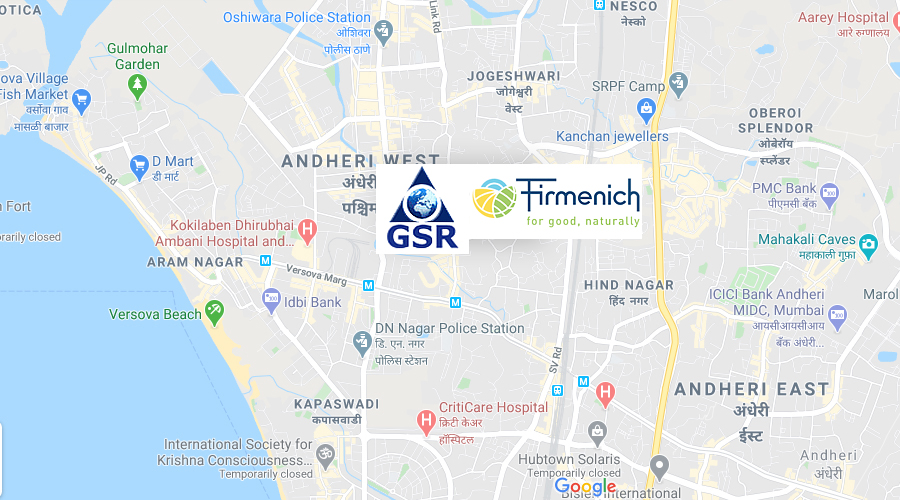 OTICA
Oshiwara Police Station
ओशिवरा
पोलीस ठाणे
Link Rd
NESCO
नेस्को
Aarey Hospital
आरे रुग्णालय
Gulmohar
Garden
JOGESHWARI
जोगेश्वरी
वेस्ट
SRPF Camp
ova Village
Fish Market
वर्सोवा गाव
मासळी बाजार
Kanchan jewellers
OBEROI
SPLENDOR
ओबेरॉय
स्प्लेंडर
JP Rd
D Mart
डी मार्ट
ANDHERI WEST
अंधेरी
पश्चिम
GSR
Firmenich
for good, naturally
PMC Bank
पीएमसी बँक
n Fort
orarily closed
Kokilaben Dhirubhai
Ambani Hospital and...
ARAM NAGAR
Versova Marg
Mahakali Caves
महाकाली गुफ़ा
HIND NAGAR
हिंद नगर
Marol
Idbi Bank
Versova Beach
ICICI Bank Andheri
MIDC, Mumbai
आयसीआयसीआय
बँक अंधेरी...
DN Nagar Police Station
डि. एन. नगर
पोलिस स्टेशन
SV Rd
ANDHERI EAST
अंधेरी
ईस्ट
KAPASWADI
कपासवाडी
CritiCare Hospital
क्रिटी केअर
हॉस्पिटल
International Society for
Krishna Consciousness...
Temporarily closed
Hubtown Solaris
Temporarily closed
Andheri
अंधेरी
Google
Bisleri International